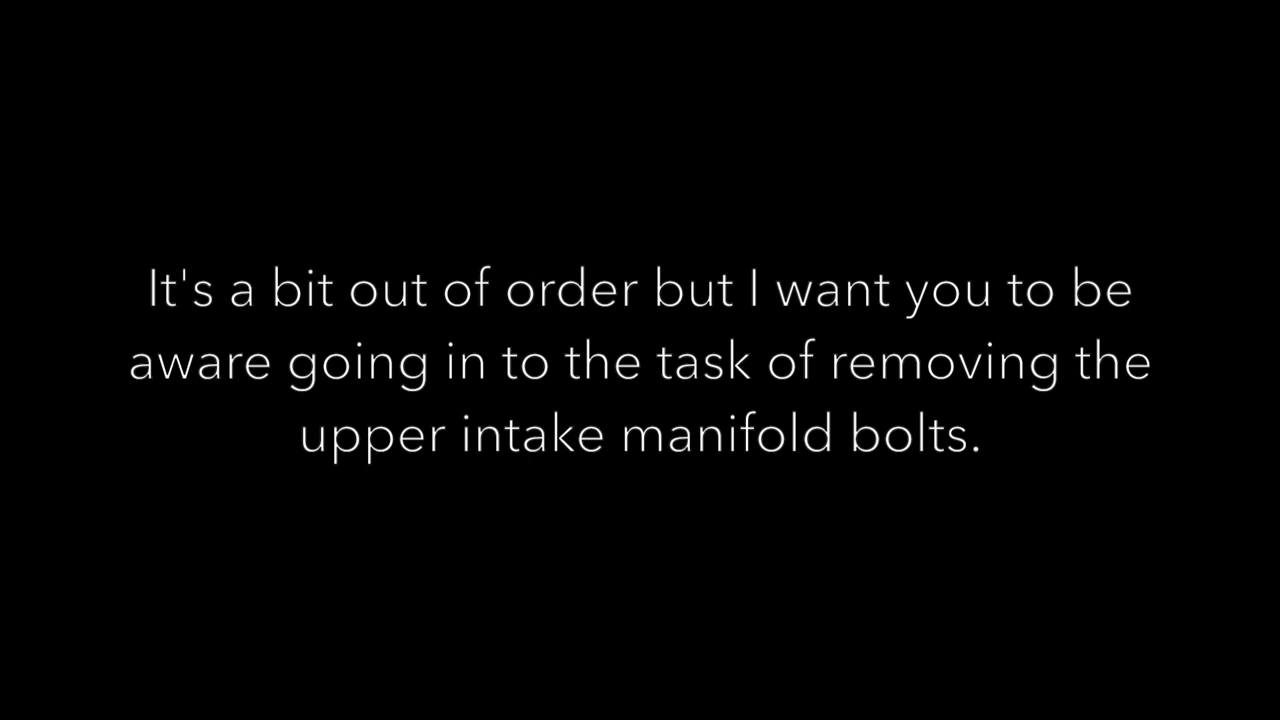 It's a bit out of order but I want you to be
aware going in to the task of removing the
upper intake manifold bolts.